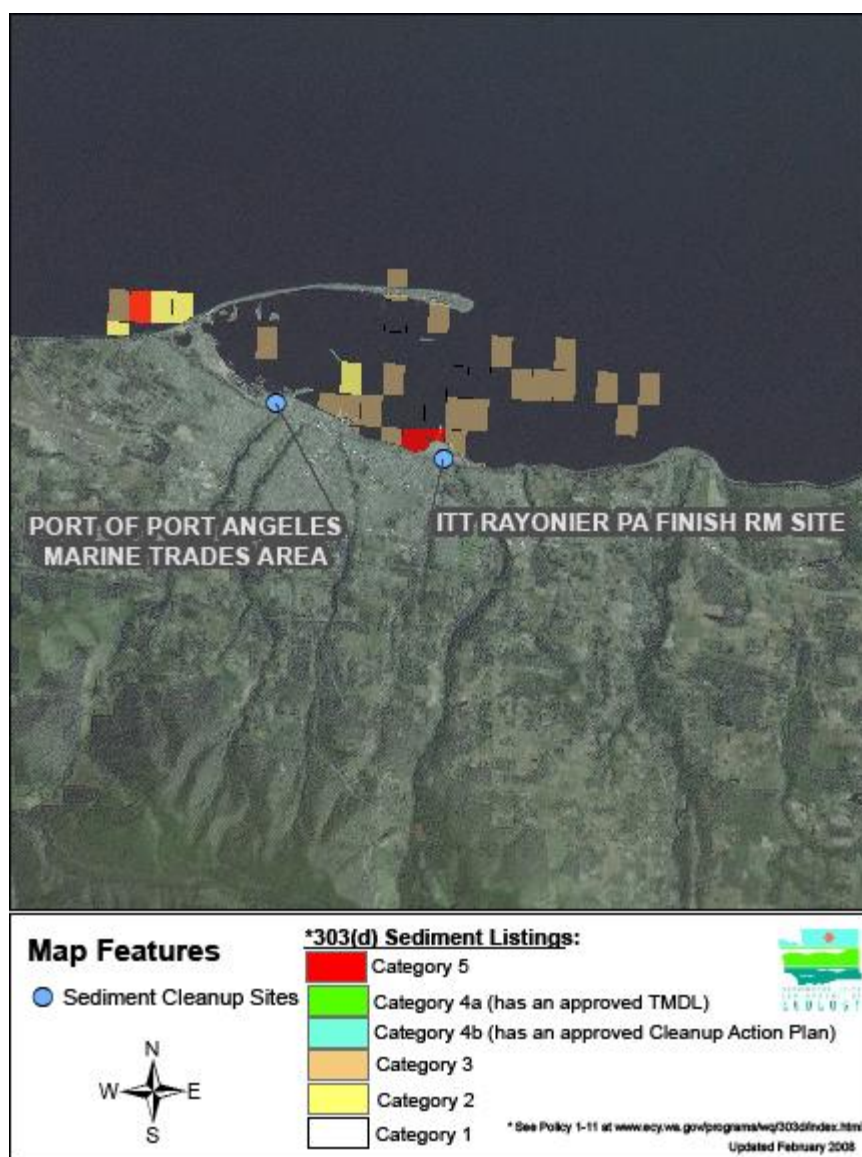 PORT OF PORT ANGELES
MARINE TRADES AREA
ITT RAYONIER PA FINISH RM SITE
Map Features
Sediment Cleanup Sites
N
W
E
S
*303(d) Sediment Listings:
Category 5
Category 4a (has an approved TMDL)
Category 4b (has an approved Cleanup Action Plan)
Category 3
Category 2
Category 1
ECOLOGY
* See Policy 1-11 at www.ecy.wa.gov/programs/wq/303d/index.html
Updated February 2008